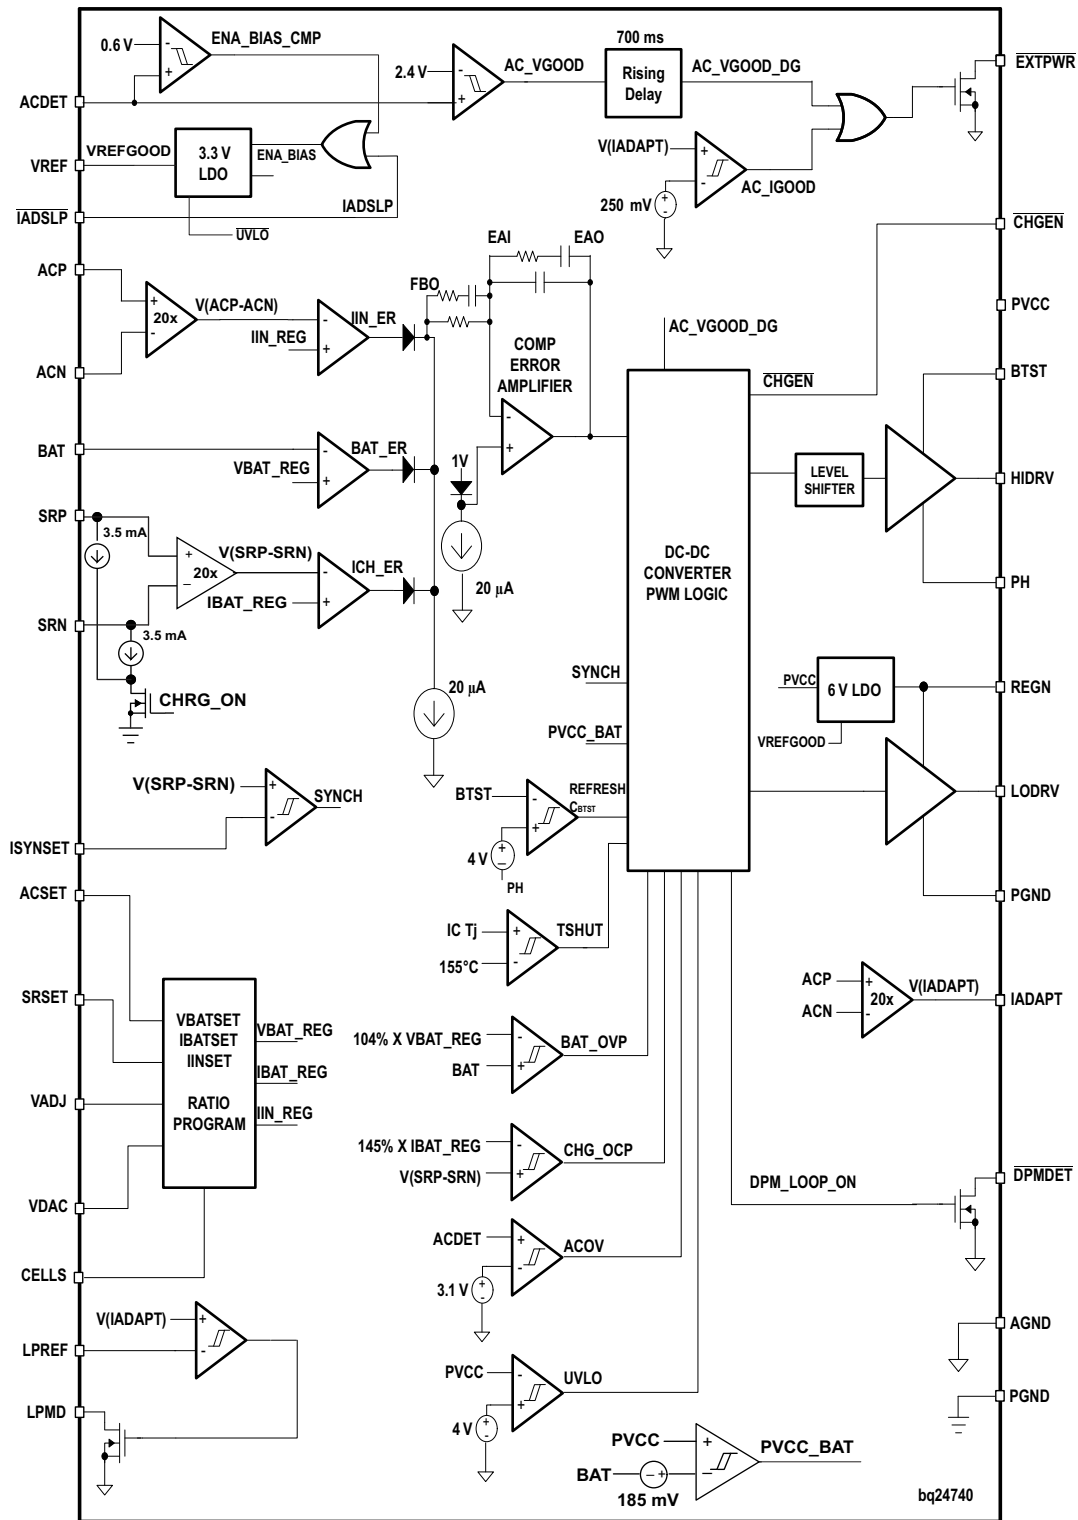 0.6 V
ENA_BIAS_CMP
2.4 V
AC_VGOOD
700 ms
Rising
Delay
AC_VGOOD_DG
EXTPWR
ACDET
VREF
VREFGOOD
3.3 V
LDO
ENA_BIAS
IADSLP
IADSLP
UVLO
V(IADAPT)
AC_IGOOD
250 mV
CHGEN
ACP
20x
V(ACP-ACN)
ACN
IIN_ER
IIN_REG
FBO
EAI
EAO
COMP
ERROR
AMPLIFIER
AC_VGOOD_DG
CHGEN
PVCC
BTST
BAT
BAT_ER
VBAT_REG
1V
20 µA
LEVEL
SHIFTER
HIDRV
PH
SRP
3.5 mA
20x
V(SRP-SRN)
ICH_ER
IBAT_REG
SRN
3.5 mA
CHRG_ON
20 µA
DC-DC
CONVERTER
PWM LOGIC
SYNCH
PVCC_BAT
PVCC
6 V LDO
REGN
VREFGOOD
V(SRP-SRN)
SYNCH
ISYNSET
BTST
REFRESH
CBTST
4 V
PH
LODRV
PGND
IC Tj
155°C
TSHUT
ACSET
SRSET
VADJ
VDAC
CELLS
VBATSET
IBATSET
IINSET
RATIO
PROGRAM
VBAT_REG
IBAT_REG
IIN_REG
104% X VBAT_REG
BAT
BAT_OVP
ACP
ACN
20x
V(IADAPT)
IADAPT
145% X IBAT_REG
V(SRP-SRN)
CHG_OCP
DPM_LOOP_ON
DPMDET
ACDET
3.1 V
ACOV
V(IADAPT)
LPREF
LPMD
PVCC
4 V
UVLO
AGND
PGND
PVCC
BAT
185 mV
PVCC_BAT
bq24740